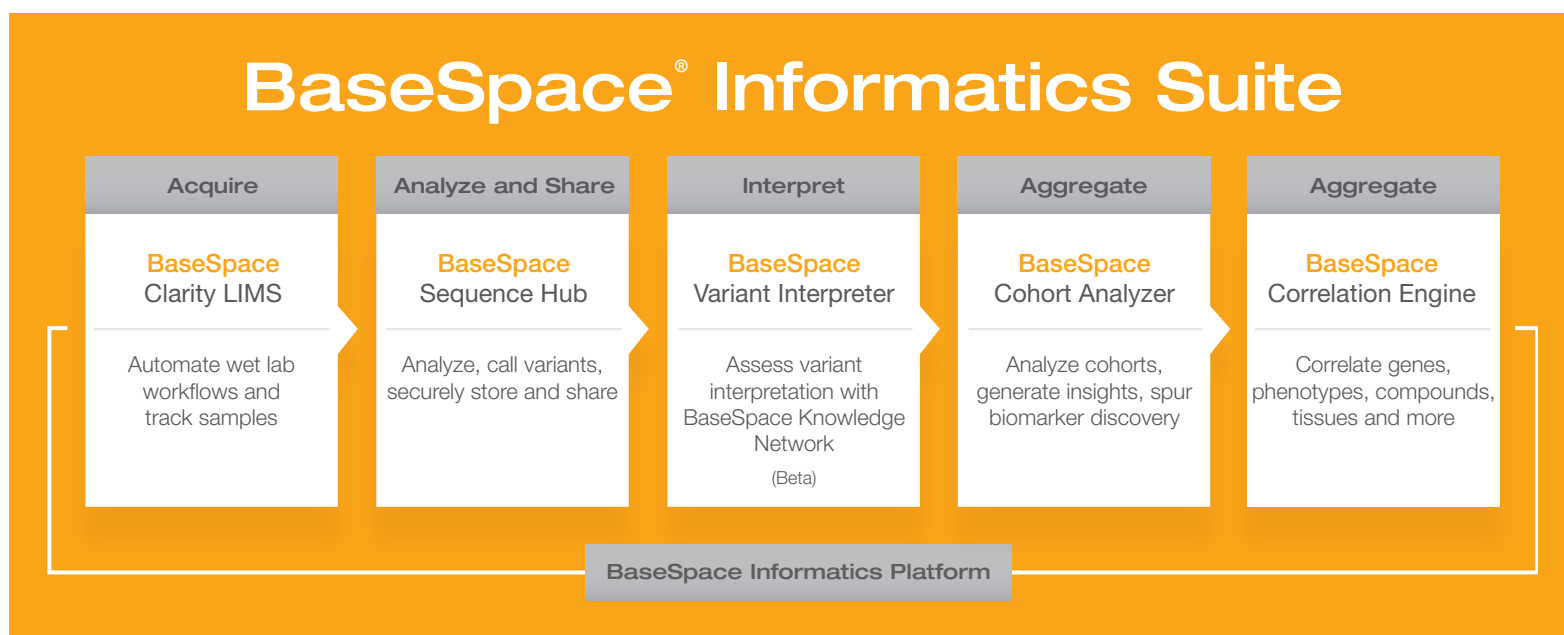 BaseSpace® Informatics Suite
Acquire
BaseSpace
Clarity LIMS
Automate wet lab
workflows and
track samples
Analyze and Share
BaseSpace
Sequence Hub
Analyze, call variants,
securely store and share
Interpret
BaseSpace
Variant Interpreter
Assess variant
interpretation with
BaseSpace Knowledge
Network
(Beta)
Aggregate
BaseSpace
Cohort Analyzer
Analyze cohorts,
generate insights, spur
biomarker discovery
Aggregate
BaseSpace
Correlation Engine
Correlate genes,
phenotypes, compounds,
tissues and more
BaseSpace Informatics Platform